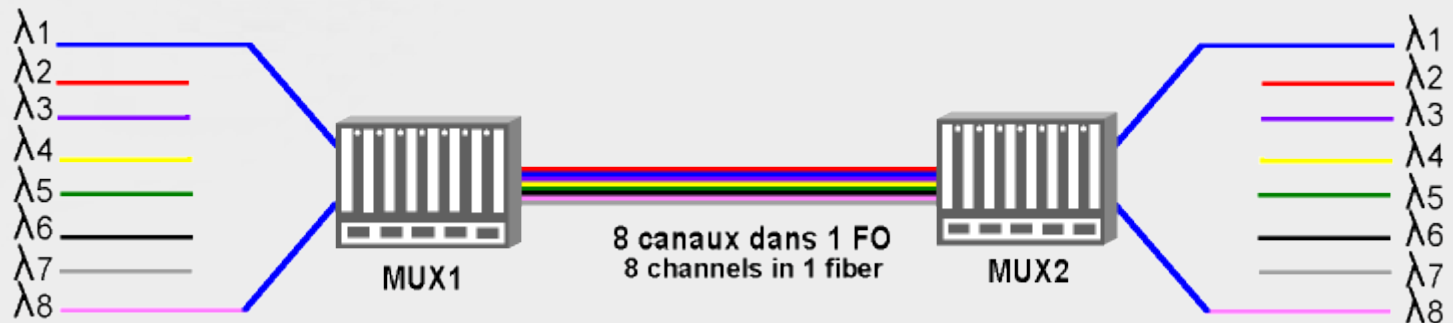 λ1
λ2
λ3
λ4
λ5
λ6
λ7
λ8
MUX1
8 canaux dans 1 FO
8 channels in 1 fiber
MUX2
λ1
λ2
λ3
λ4
λ5
λ6
λ7
λ8